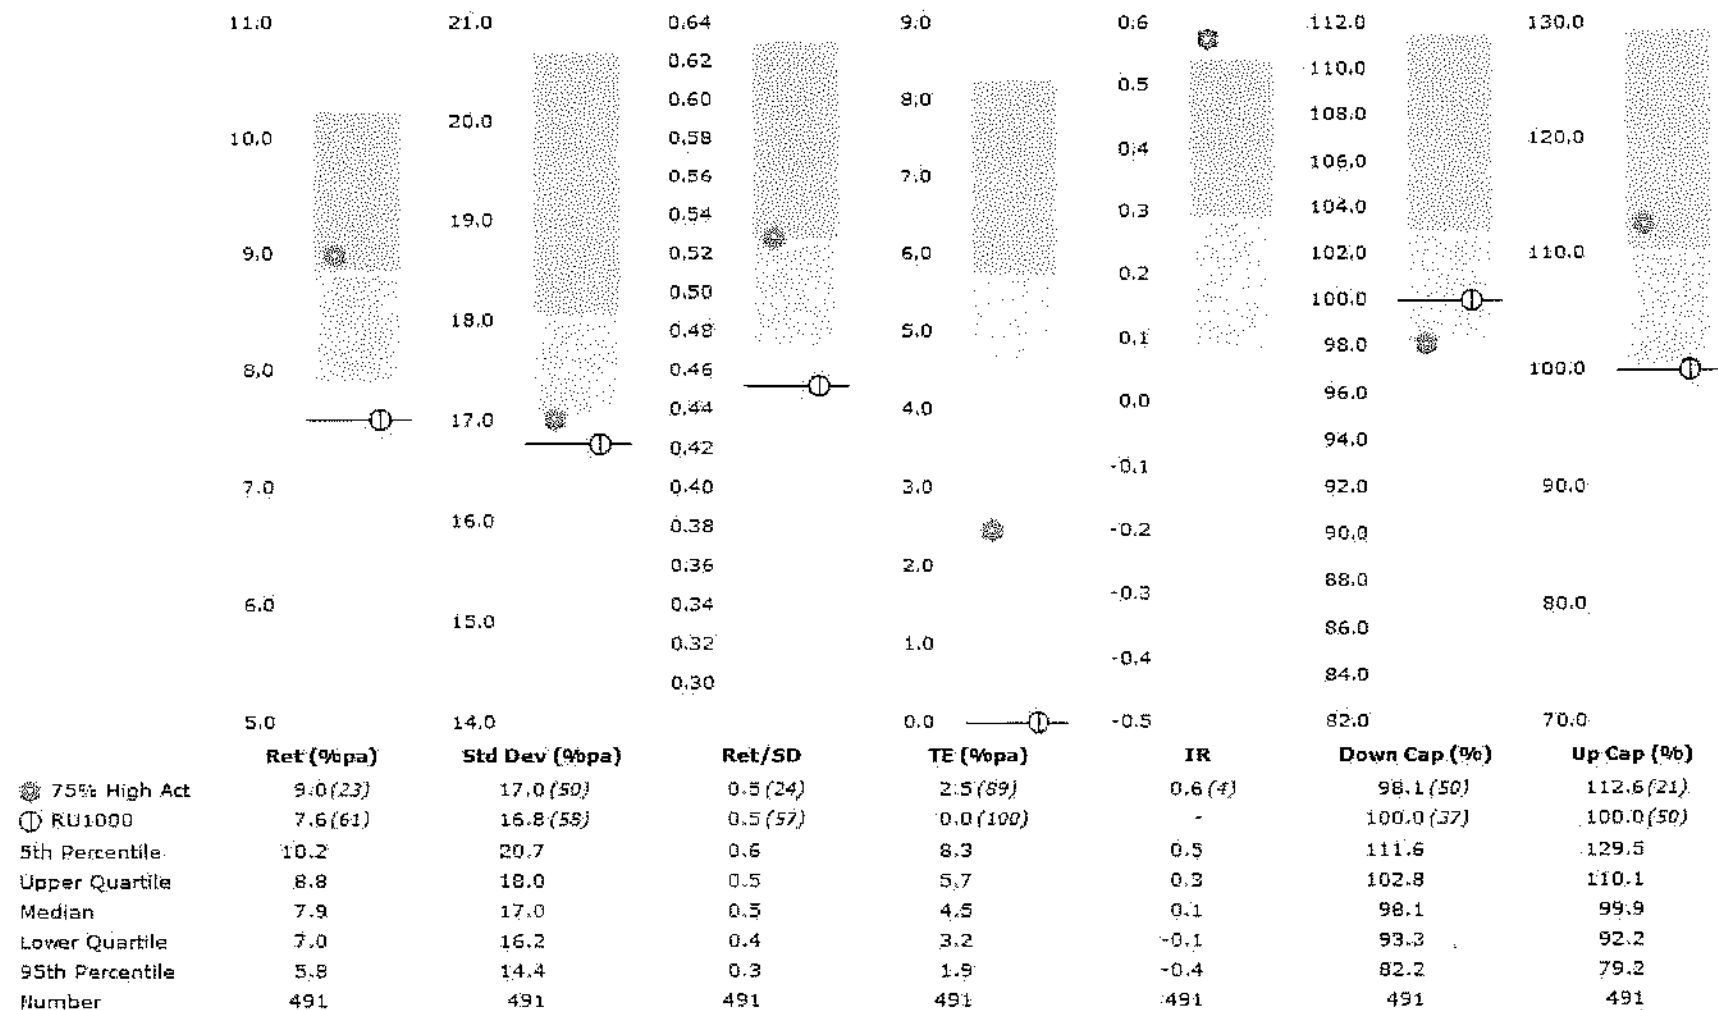 11.0 21.0 0.64 9.0 0.6 112.0 130.0
0.62
110.0
0.60 8.0 0.5
108.0
10.0 20.0 0.58 0.4 106.0 120.0
0.56 7.0
19.0 0.54 0.3 104.0
9.0 0.52 6.0 102.0 110.0
0.50 0.2 100.0
18.0 0.48 5.0 0.1 98.0
8.0 0.46 100.0
17.0 0.44 4.0 0.0 96.0
0.42 94.0
-0.1
7.0 0.40 3.0 92.0 90.0
16.0 0.38 -0.2 90.0
0.36 2.0 88.0
6.0 0.34 -0.3 80.0
15.0 0.32 1.0 86.0
-0.4 84.0
0.30
5.0 14.0 0.0 -0.5 82.0 70.0
Ret (%pa) Std Dev (%pa) Ret/SD TE (%pa) IR Down Cap (%) Up Cap (%)
75% High Act 9.0 (23) 17.0 (50) 0.5 (24) 2.5 (89) 0.6 (4) 98.1 (50) 112.6 (21)
RU1000 7.6 (61) 16.8 (55) 0.5 (57) 0.0 (100) - 100.0 (37) 100.0 (50)
5th Percentile 10.2 20.7 0.6 8.3 0.5 111.6 129.5
Upper Quartile 8.8 18.0 0.5 5.7 0.3 102.8 110.1
Median 7.9 17.0 0.5 4.5 0.1 98.1 99.9
Lower Quartile 7.0 16.2 0.4 3.2 -0.1 93.3 92.2
95th Percentile 5.8 14.4 0.3 1.9 -0.4 82.2 79.2
Number 491 491 491 491 491 491 491